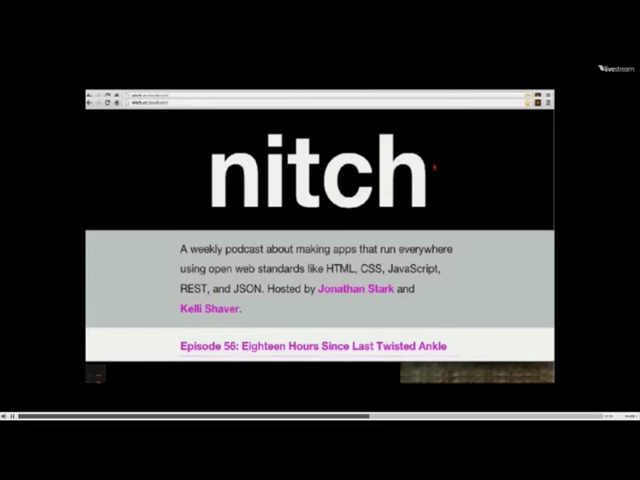 livestream
nitch
A weekly podcast about making apps that run everywhere
using open web standards like HTML, CSS, JavaScript,
REST, and JSON. Hosted by Jonathan Stark and
Kelli Shaver.
Episode 56: Eighteen Hours Since Last Twisted Ankle